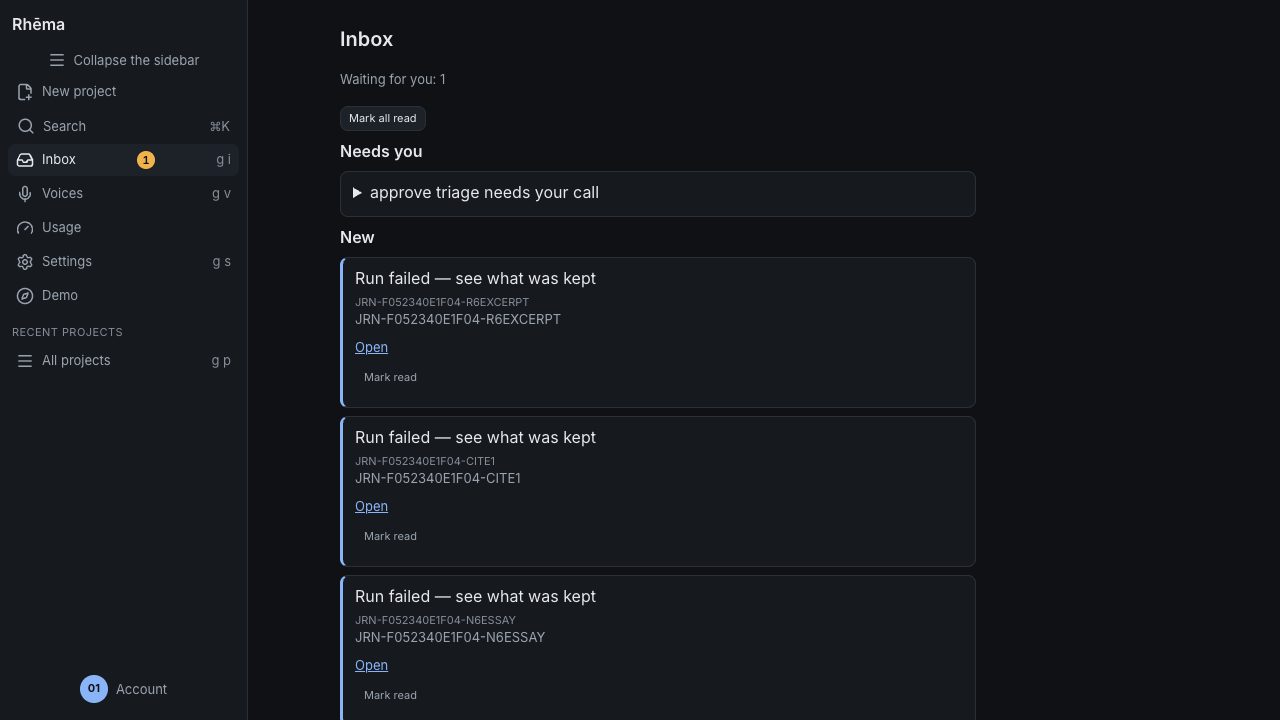 Rhēma
Collapse the sidebar
New project
Search ⌘K
Inbox 1 g i
Voices g v
Usage
Settings g s
Demo
RECENT PROJECTS
All projects g p
01 Account
Inbox
Waiting for you: 1
Mark all read
Needs you
approve triage needs your call
New
Run failed — see what was kept
JRN-F052340E1F04-R6EXCERPT
JRN-F052340E1F04-R6EXCERPT
Open
Mark read
Run failed — see what was kept
JRN-F052340E1F04-CITE1
JRN-F052340E1F04-CITE1
Open
Mark read
Run failed — see what was kept
JRN-F052340E1F04-N6ESSAY
JRN-F052340E1F04-N6ESSAY
Open
Mark read